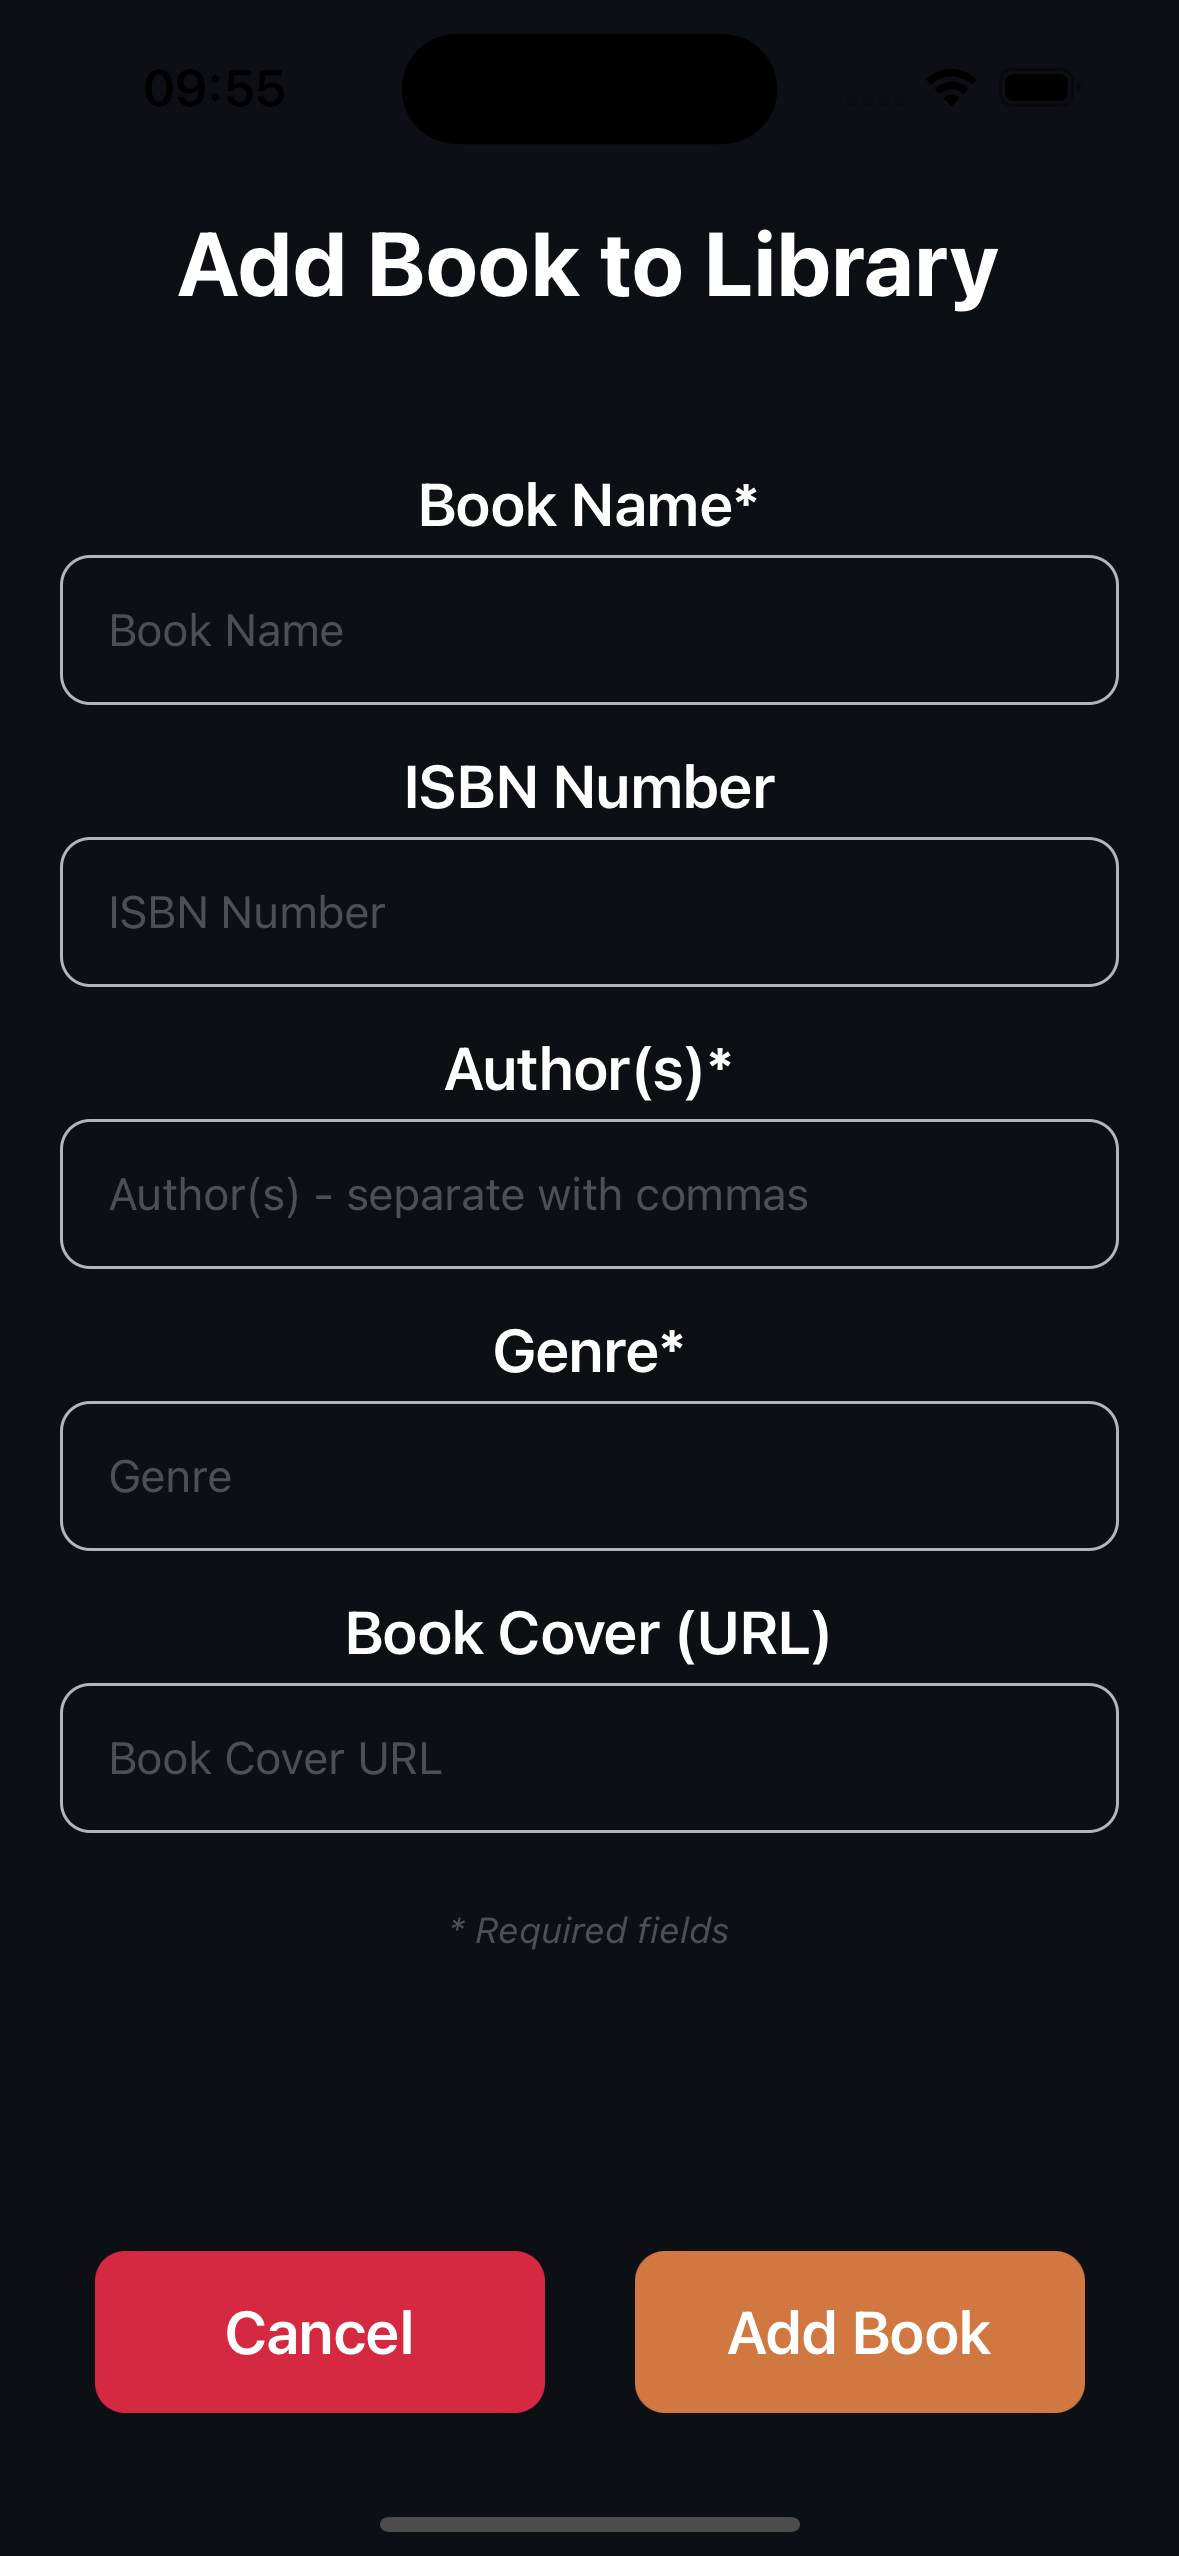 09:55
Add Book to Library
Book Name*
Book Name
ISBN Number
ISBN Number
Author(s)*
Author(s) - separate with commas
Genre*
Genre
Book Cover (URL)
Book Cover URL
* Required fields
Cancel
Add Book